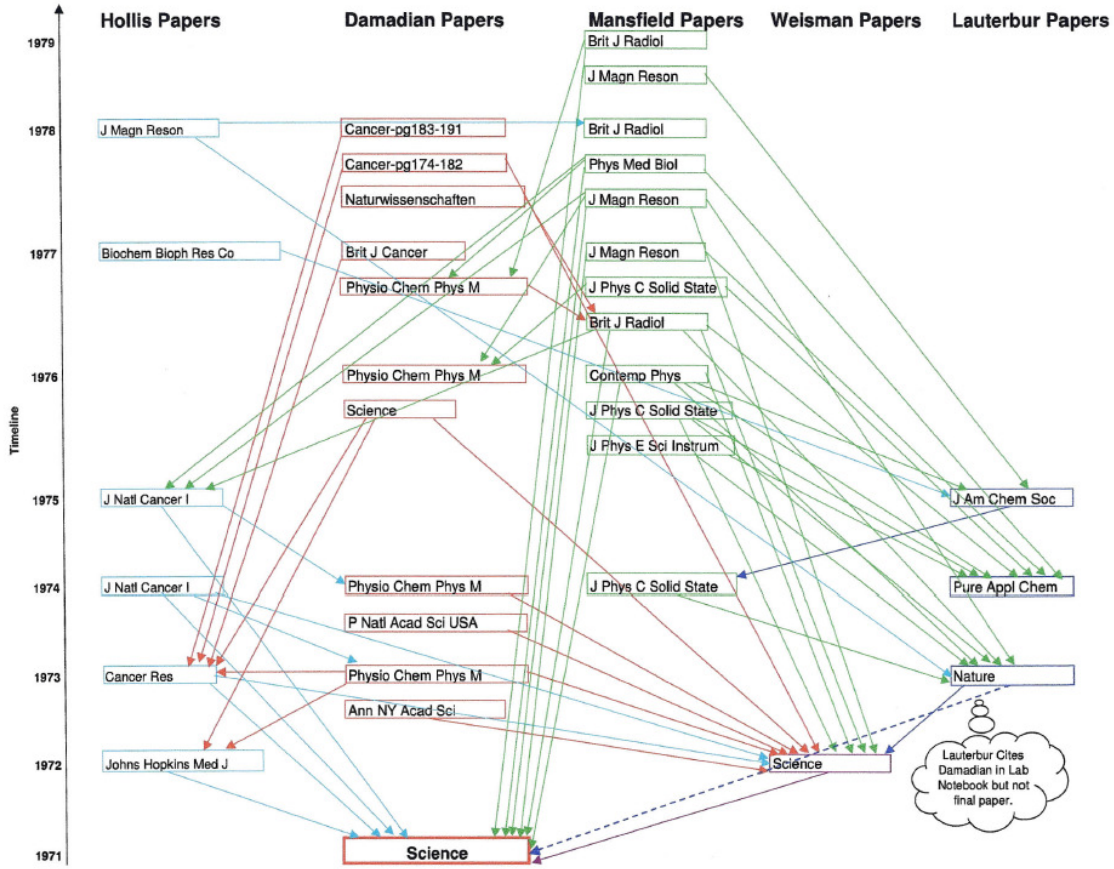 Hollis Papers
Damadian Papers
Mansfield Papers
Weisman Papers
Lauterbur Papers
1979
Brit J Radiol
J Magn Reson
1978
J Magn Reson
Cancer-pg183-191
Brit J Radiol
Cancer-pg174-182
Phys Med Biol
Naturwissenschaften
J Magn Reson
1977
Biochem Bioph Res Co
Brit J Cancer
J Magn Reson
Physio Chem Phys M
J Phys C Solid State
Brit J Radiol
1976
Physio Chem Phys M
Contemp Phys
Science
J Phys C Solid State
J Phys E Sci Instrum
Timeline
1975
J Natl Cancer I
J Am Chem Soc
1974
J Natl Cancer I
Physio Chem Phys M
J Phys C Solid State
Pure Appl Chem
P Natl Acad Sci USA
1973
Cancer Res
Physio Chem Phys M
Nature
Ann NY Acad Sci
1972
Johns Hopkins Med J
Science
Lauterbur Cites
Damadian in Lab
Notebook but not
final paper.
1971
Science